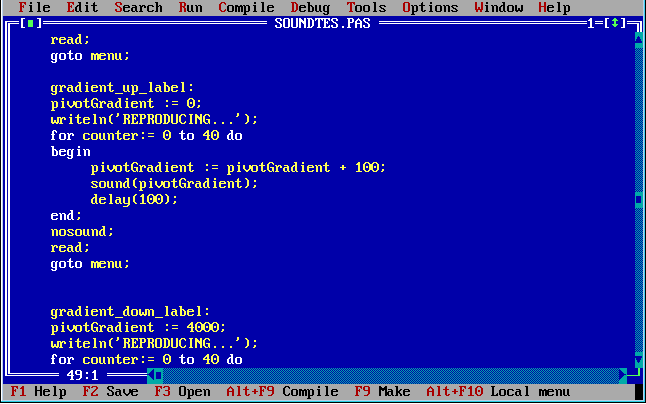 File Edit Search Run Compile Debug Tools Options Window Help
[■] SOUNDTES.PAS 1=[↕]
read;
goto menu;
gradient_up_label:
pivotGradient := 0;
writeln('REPRODUCING...');
for counter:= 0 to 40 do
begin
pivotGradient := pivotGradient + 100;
sound(pivotGradient);
delay(100);
end;
nosound;
read;
goto menu;
gradient_down_label:
pivotGradient := 4000;
writeln('REPRODUCING...');
for counter:= 0 to 40 do
49:1
F1 Help F2 Save F3 Open Alt+F9 Compile F9 Make Alt+F10 Local menu